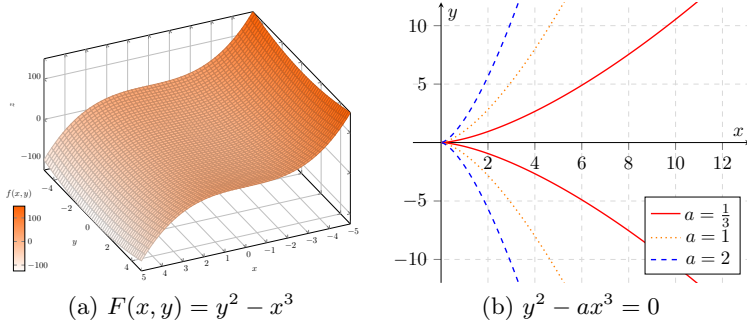 100
0
−100
z
−4
−2
0
2
4
y
5
4
3
2
1
0
−1
−2
−3
−4
−5
x
f(x,y)
100
0
−100
(a) F(x, y) = y² − x³
y
x
10
5
−5
−10
2
4
6
8
10
12
a = 1/3
a = 1
a = 2
(b) y² − ax³ = 0